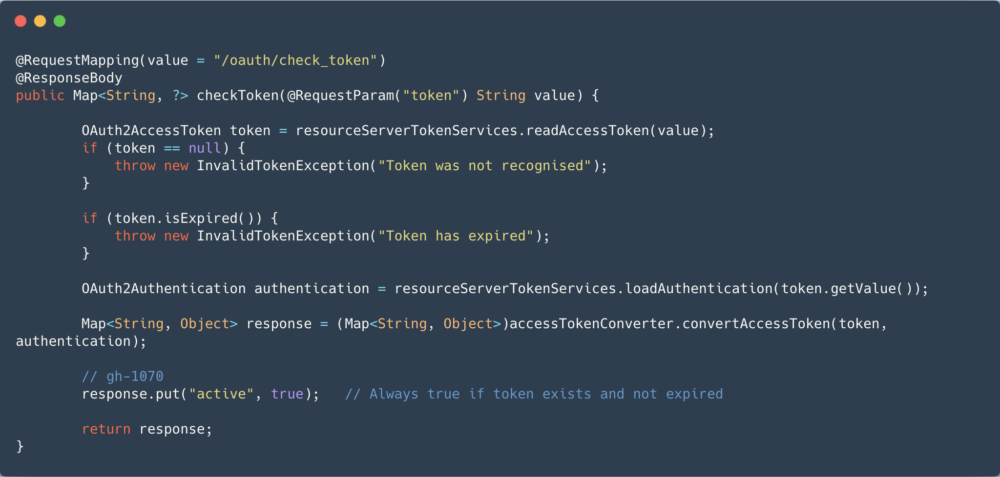 @RequestMapping(value = "/oauth/check_token")
@ResponseBody
public Map<String, ?> checkToken(@RequestParam("token") String value) {
OAuth2AccessToken token = resourceServerTokenServices.readAccessToken(value);
if (token == null) {
throw new InvalidTokenException("Token was not recognised");
}
if (token.isExpired()) {
throw new InvalidTokenException("Token has expired");
}
OAuth2Authentication authentication = resourceServerTokenServices.loadAuthentication(token.getValue());
Map<String, Object> response = (Map<String, Object>)accessTokenConverter.convertAccessToken(token,
authentication);
// gh-1070
response.put("active", true);   // Always true if token exists and not expired
return response;
}